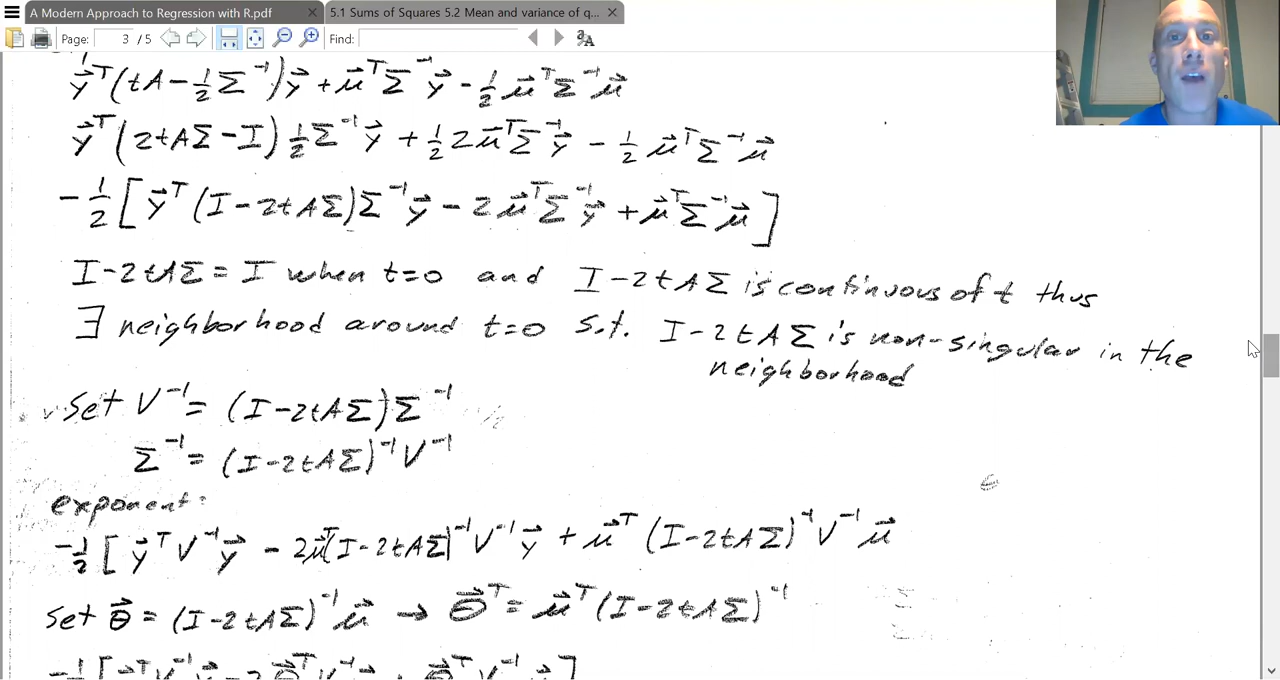 A Modern Approach to Regression with R.pdf × 5.1 Sums of Squares 5.2 Mean and variance of q... ×
Page: 3 / 5 Find:
y⃗ᵀ(tA-½Σ⁻¹)y⃗ + μ⃗ᵀΣ⁻¹y⃗ - ½μ⃗ᵀΣ⁻¹μ⃗
y⃗ᵀ(2tAΣ-I)½Σ⁻¹y⃗ + ½2μ⃗ᵀΣ⁻¹y⃗ - ½μ⃗ᵀΣ⁻¹μ⃗
-½[y⃗ᵀ(I-2tAΣ)Σ⁻¹y⃗ - 2μ⃗ᵀΣ⁻¹y⃗ + μ⃗ᵀΣ⁻¹μ⃗]
I-2tAΣ = I when t=0 and I-2tAΣ is continuous of t thus
∃ neighborhood around t=0 s.t. I-2tAΣ is non-singular in the
neighborhood
set V⁻¹ = (I-2tAΣ)Σ⁻¹
Σ⁻¹ = (I-2tAΣ)⁻¹V⁻¹
exponent:
-½[y⃗ᵀV⁻¹y⃗ - 2μ⃗ᵀ(I-2tAΣ)⁻¹V⁻¹y⃗ + μ⃗ᵀ(I-2tAΣ)⁻¹V⁻¹μ⃗
set θ⃗ = (I-2tAΣ)⁻¹μ⃗ → θ⃗ᵀ = μ⃗ᵀ(I-2tAΣ)⁻¹